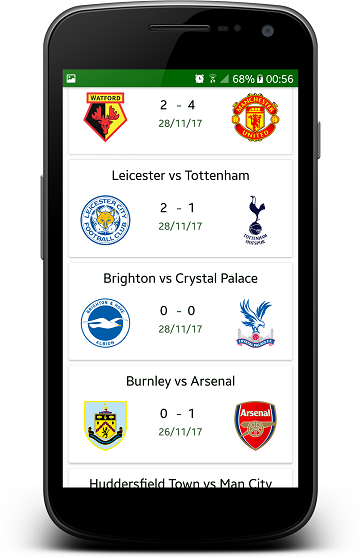 68% 00:56
WATFORD
2 - 4
28/11/17
MANCHESTER
UNITED
Leicester vs Tottenham
LEICESTER CITY
FOOTBALL CLUB
2 - 1
28/11/17
TOTTENHAM
HOTSPUR
Brighton vs Crystal Palace
BRIGHTON & HOVE
ALBION
0 - 0
28/11/17
CRYSTAL PALACE
Burnley vs Arsenal
0 - 1
26/11/17
Arsenal
Huddersfield Town vs Man City